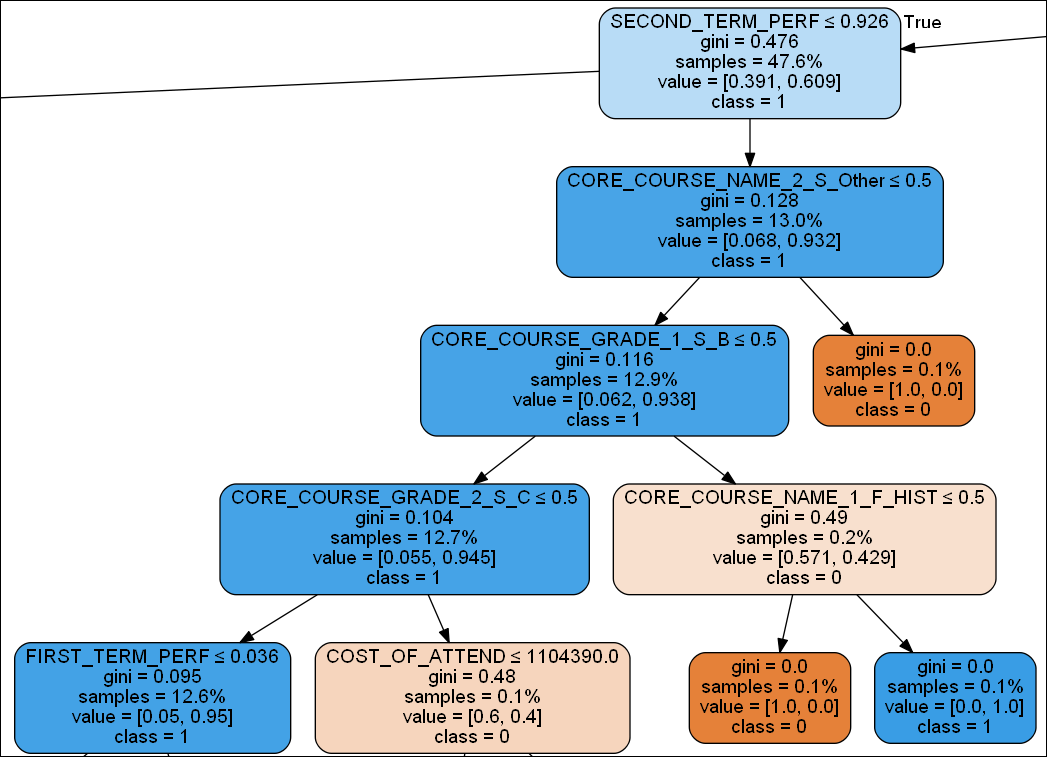 SECOND_TERM_PERF ≤ 0.926
gini = 0.476
samples = 47.6%
value = [0.391, 0.609]
class = 1
True
CORE_COURSE_NAME_2_S_Other ≤ 0.5
gini = 0.128
samples = 13.0%
value = [0.068, 0.932]
class = 1
CORE_COURSE_GRADE_1_S_B ≤ 0.5
gini = 0.116
samples = 12.9%
value = [0.062, 0.938]
class = 1
gini = 0.0
samples = 0.1%
value = [1.0, 0.0]
class = 0
CORE_COURSE_GRADE_2_S_C ≤ 0.5
gini = 0.104
samples = 12.7%
value = [0.055, 0.945]
class = 1
CORE_COURSE_NAME_1_F_HIST ≤ 0.5
gini = 0.49
samples = 0.2%
value = [0.571, 0.429]
class = 0
FIRST_TERM_PERF ≤ 0.036
gini = 0.095
samples = 12.6%
value = [0.05, 0.95]
class = 1
COST_OF_ATTEND ≤ 1104390.0
gini = 0.48
samples = 0.1%
value = [0.6, 0.4]
class = 0
gini = 0.0
samples = 0.1%
value = [1.0, 0.0]
class = 0
gini = 0.0
samples = 0.1%
value = [0.0, 1.0]
class = 1